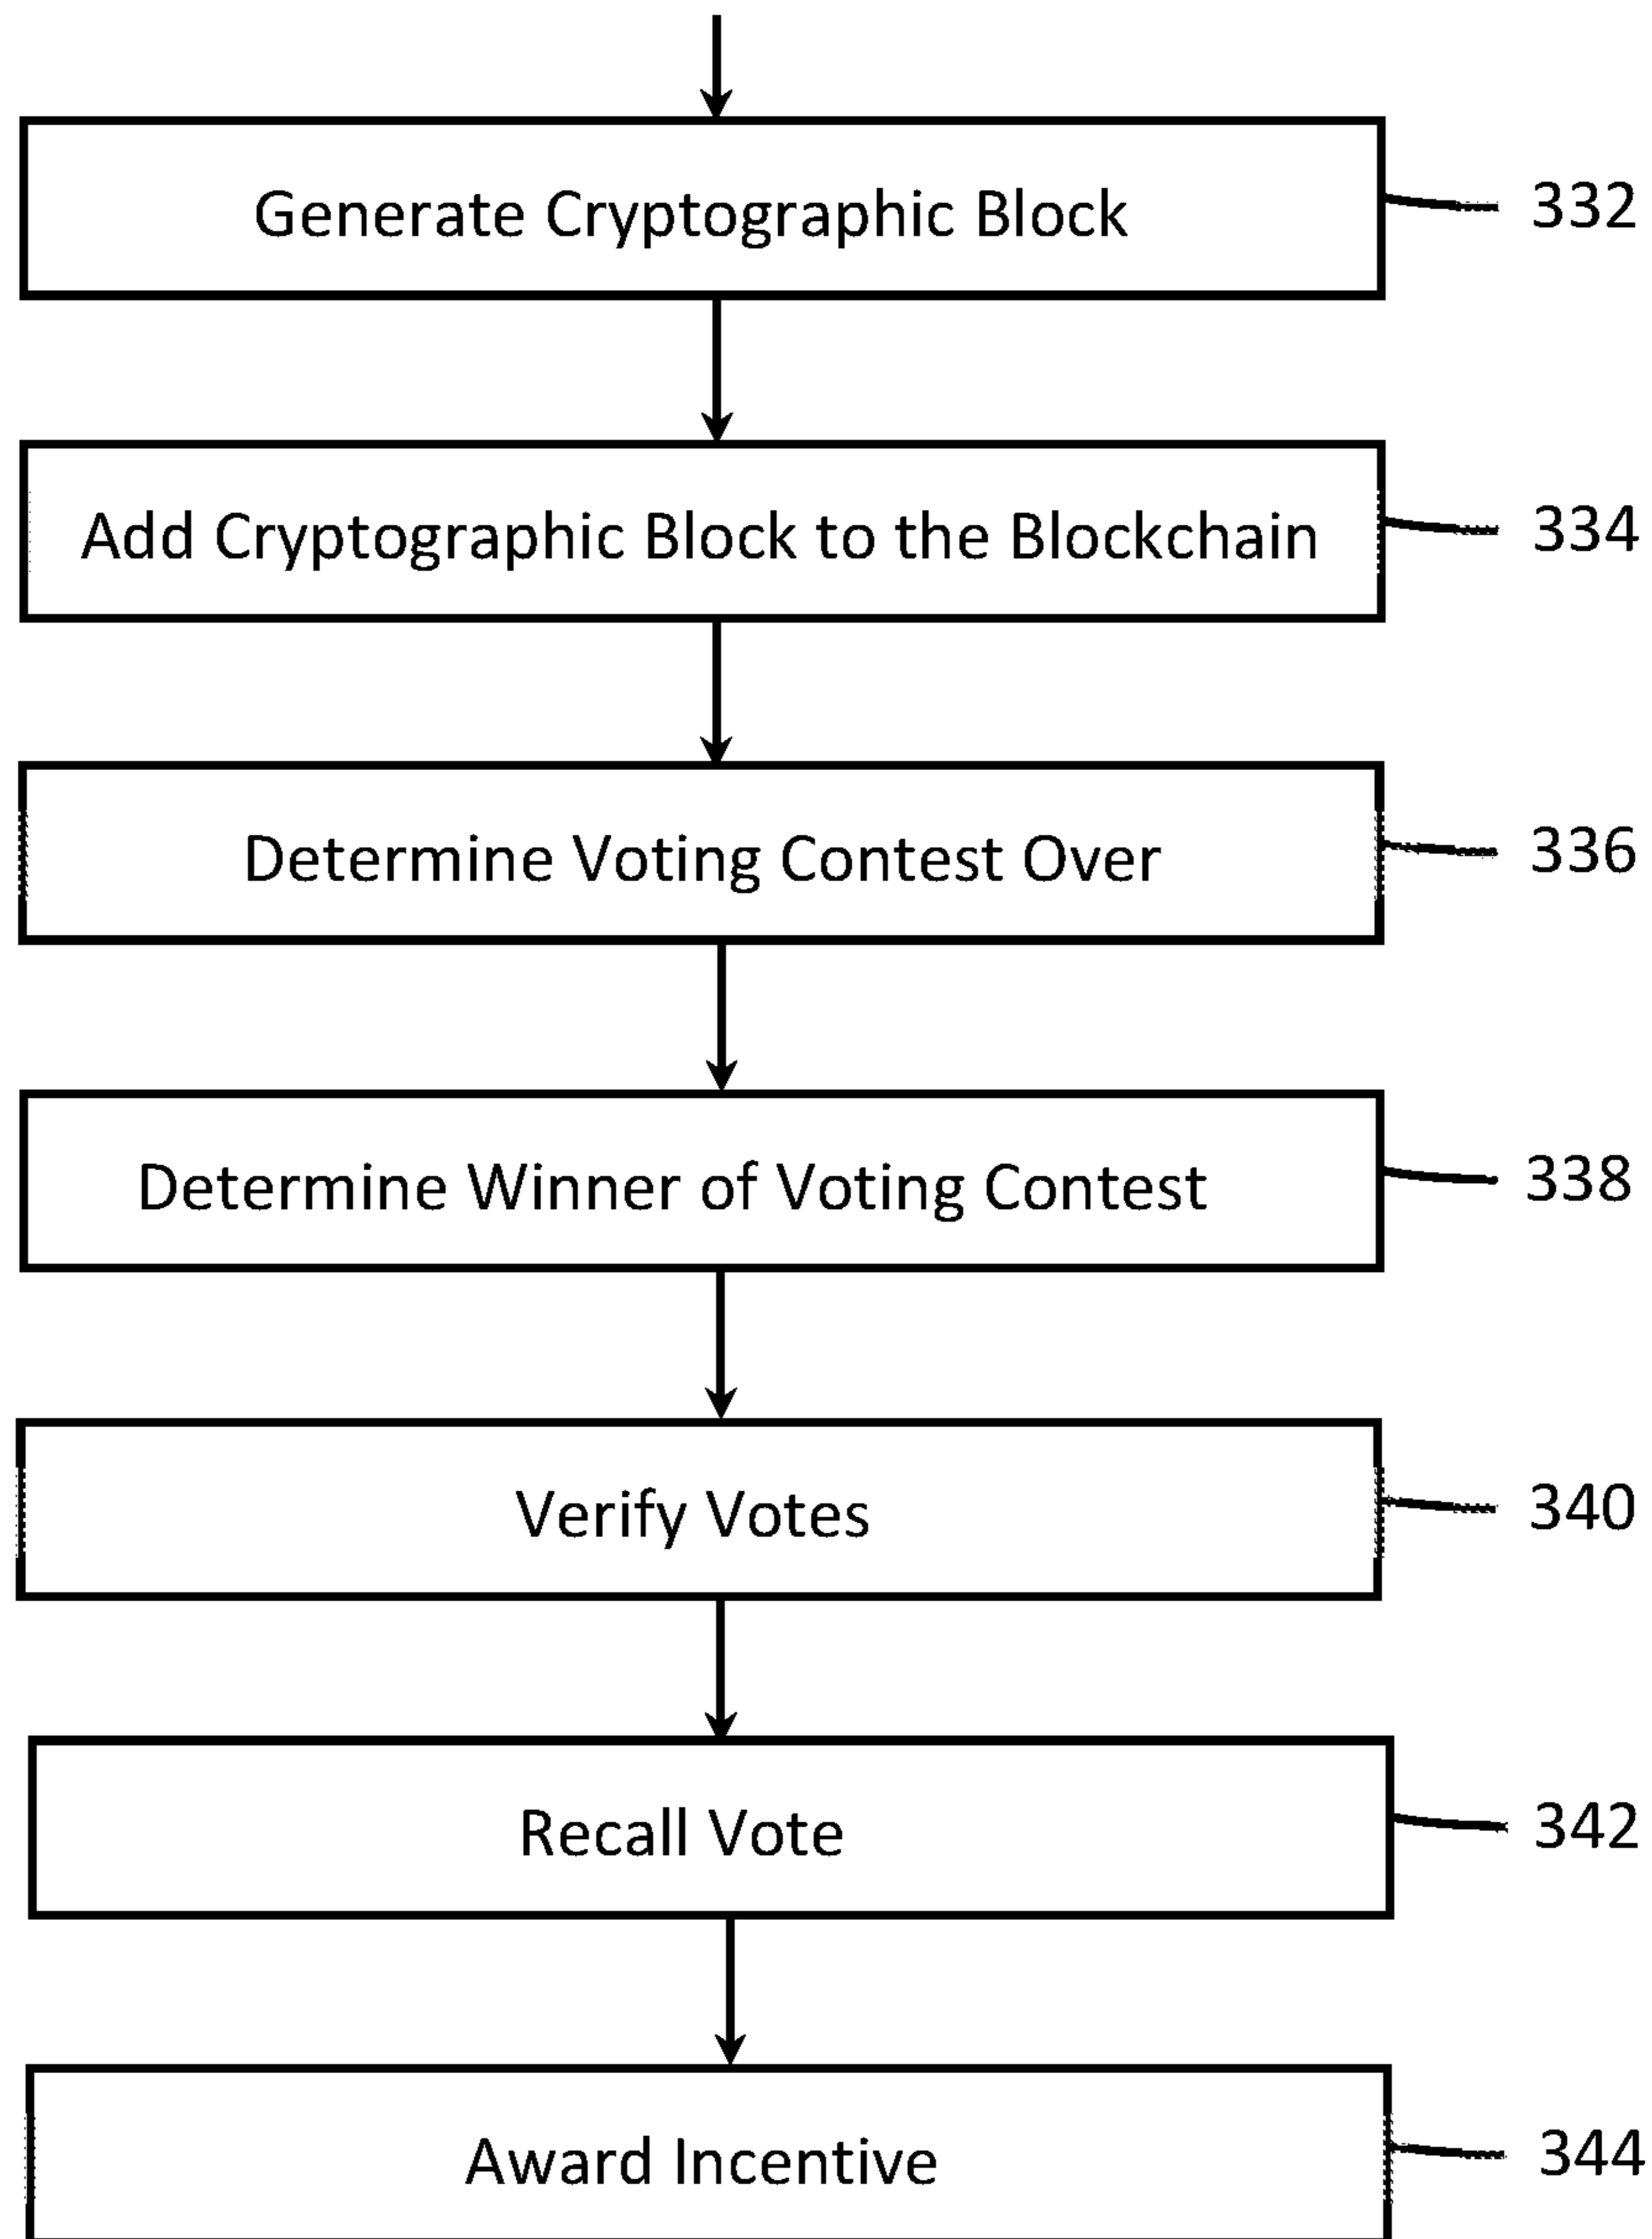 Generate Cryptographic Block 332
Add Cryptographic Block to the Blockchain 334
Determine Voting Contest Over 336
Determine Winner of Voting Contest 338
Verify Votes 340
Recall Vote 342
Award Incentive 344